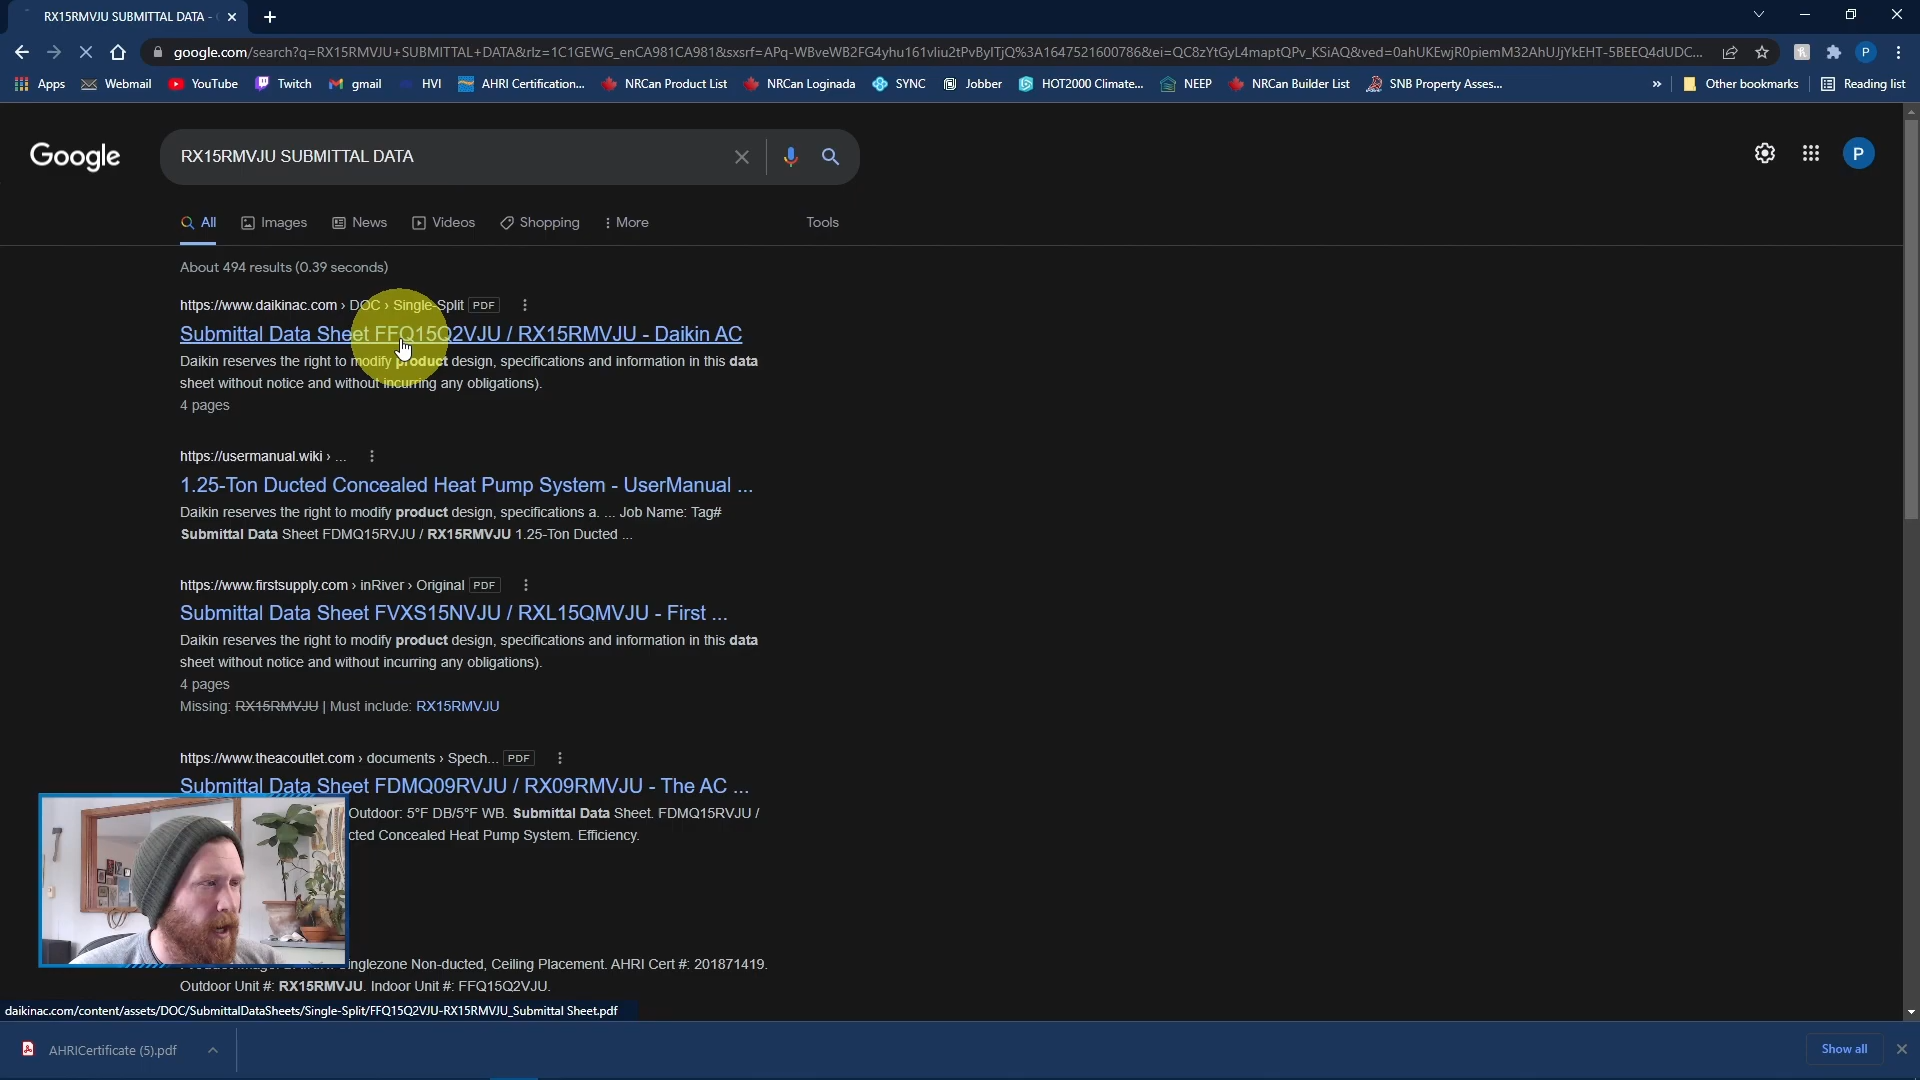 RX15RMVJU SUBMITTAL DATA -
google.com/search?q=RX15RMVJU+SUBMITTAL+DATA&rlz=1C1GEWG_enCA981CA981&sxsrf=APq-WBveWB2FG4yhu161vliu2tPvByITjQ%3A1647521600786&ei=QC8zYtGyL4maptQPv_KSiAQ&ved=0ahUKEwjR0piemM32AhUJjYkEHT-5BEEQ4dUDC...
Apps Webmail YouTube Twitch gmail HVI AHRI Certification... NRCan Product List NRCan Loginada SYNC Jobber HOT2000 Climate... NEEP NRCan Builder List SNB Property Asses... » Other bookmarks Reading list
Google RX15RMVJU SUBMITTAL DATA P
All Images News Videos Shopping More Tools
About 494 results (0.39 seconds)
https://www.daikinac.com › DOC › Single-Split PDF
Submittal Data Sheet FFQ15Q2VJU / RX15RMVJU - Daikin AC
Daikin reserves the right to modify product design, specifications and information in this data
sheet without notice and without incurring any obligations).
4 pages
https://usermanual.wiki › ...
1.25-Ton Ducted Concealed Heat Pump System - UserManual ...
Daikin reserves the right to modify product design, specifications a. ... Job Name: Tag#
Submittal Data Sheet FDMQ15RVJU / RX15RMVJU 1.25-Ton Ducted ...
https://www.firstsupply.com › inRiver › Original PDF
Submittal Data Sheet FVXS15NVJU / RXL15QMVJU - First ...
Daikin reserves the right to modify product design, specifications and information in this data
sheet without notice and without incurring any obligations).
4 pages
Missing: RX15RMVJU | Must include: RX15RMVJU
https://www.theacoutlet.com › documents › Spech... PDF
Submittal Data Sheet FDMQ09RVJU / RX09RMVJU - The AC ...
Outdoor: 5°F DB/5°F WB. Submittal Data Sheet. FDMQ15RVJU /
cted Concealed Heat Pump System. Efficiency.
inglezone Non-ducted, Ceiling Placement. AHRI Cert #: 201871419.
Outdoor Unit #: RX15RMVJU. Indoor Unit #: FFQ15Q2VJU.
daikinac.com/content/assets/DOC/SubmittalDataSheets/Single-Split/FFQ15Q2VJU-RX15RMVJU_Submittal Sheet.pdf
AHRICertificate (5).pdf Show all